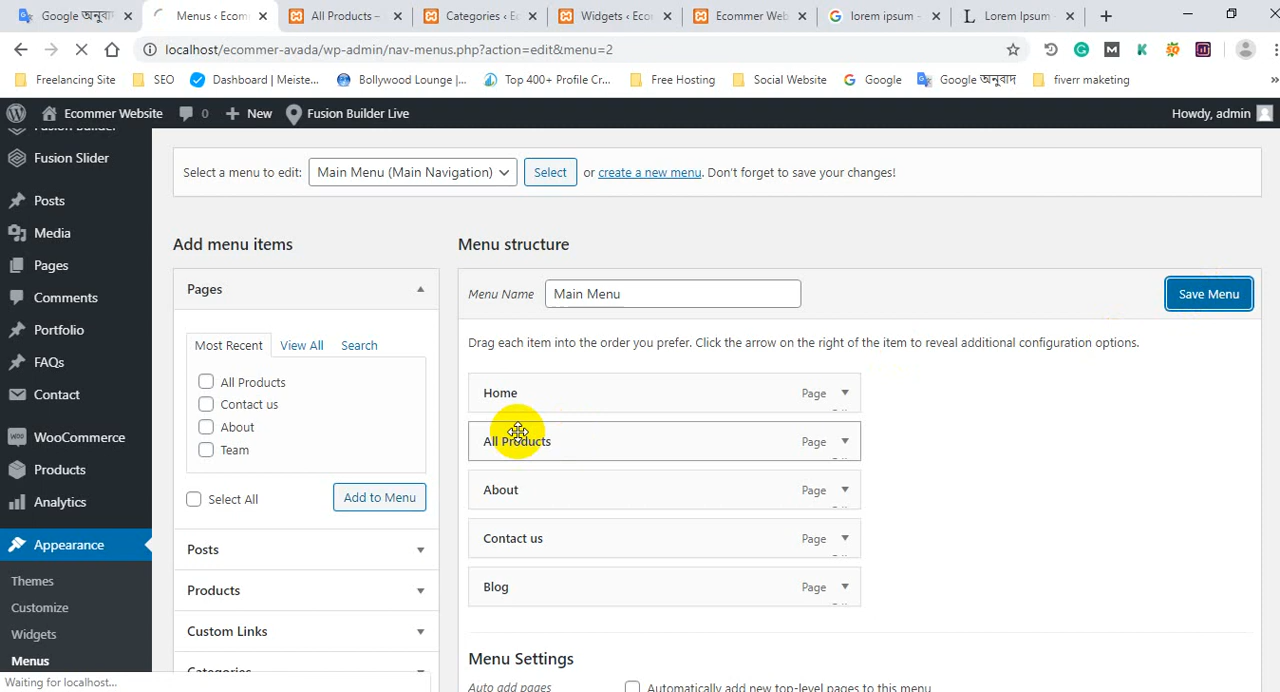 Google অনুবাদ
Menus ‹ Ecom
All Products –
Categories ‹ E
Widgets ‹ Econ
Ecommer Web
lorem ipsum -
Lorem Ipsum
localhost/ecommer-avada/wp-admin/nav-menus.php?action=edit&menu=2
Freelancing Site
SEO
Dashboard | Meiste...
Bollywood Lounge |...
Top 400+ Profile Cr...
Free Hosting
Social Website
Google
Google অনুবাদ
fiverr maketing
»
Ecommer Website
0
New
Fusion Builder Live
Howdy, admin
Fusion Builder
Fusion Slider
Posts
Media
Pages
Comments
Portfolio
FAQs
Contact
WooCommerce
Products
Analytics
Appearance
Themes
Customize
Widgets
Menus
Select a menu to edit: Main Menu (Main Navigation) Select or create a new menu. Don't forget to save your changes!
Add menu items
Pages
Most Recent View All Search
All Products
Contact us
About
Team
Select All
Add to Menu
Posts
Products
Custom Links
Categories
Menu structure
Menu Name Main Menu
Save Menu
Drag each item into the order you prefer. Click the arrow on the right of the item to reveal additional configuration options.
Home Page
All Products Page
About Page
Contact us Page
Blog Page
Menu Settings
Auto add pages Automatically add new top-level pages to this menu
Waiting for localhost...